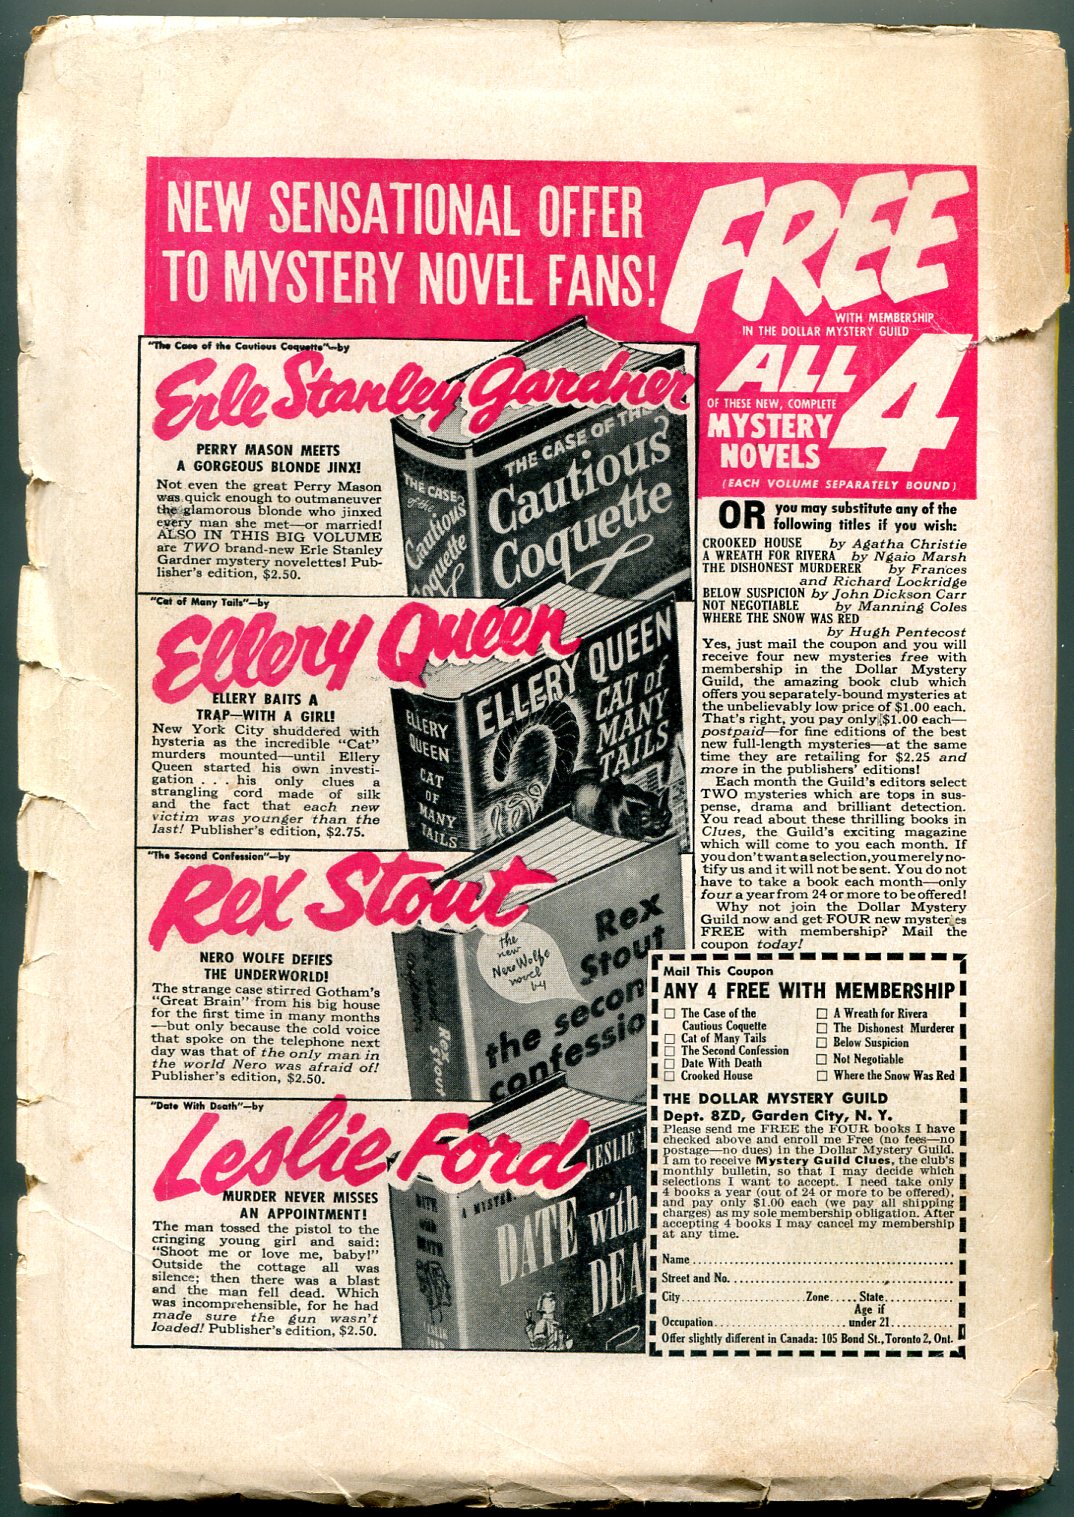 NEW SENSATIONAL OFFER
TO MYSTERY NOVEL FANS!
FREE
WITH MEMBERSHIP
IN THE DOLLAR MYSTERY GUILD
ALL 4
OF THESE NEW, COMPLETE
MYSTERY
NOVELS
(EACH VOLUME SEPARATELY BOUND)
"The Case of the Cautious Coquette"—by
Erle Stanley Gardner
PERRY MASON MEETS
A GORGEOUS BLONDE JINX!
Not even the great Perry Mason
was quick enough to outmaneuver
the glamorous blonde who jinxed
every man she met—or married!
ALSO IN THIS BIG VOLUME
are TWO brand-new Erle Stanley
Gardner mystery novelettes! Pub-
lisher's edition, $2.50.
THE CASE
of the
Cautious
Coquette
THE CASE OF THE
Cautious
Coquette
"Cat of Many Tails"—by
Ellery Queen
ELLERY BAITS A
TRAP—WITH A GIRL!
New York City shuddered with
hysteria as the incredible "Cat"
murders mounted—until Ellery
Queen started his own investi-
gation . . . his only clues a
strangling cord made of silk
and the fact that each new
victim was younger than the
last! Publisher's edition, $2.75.
ELLERY
QUEEN
CAT
OF
MANY
TAILS
ELLERY QUEEN
CAT of
MANY
TAILS
"The Second Confession"—by
Rex Stout
NERO WOLFE DEFIES
THE UNDERWORLD!
The strange case stirred Gotham's
"Great Brain" from his big house
for the first time in many months
—but only because the cold voice
that spoke on the telephone next
day was that of the only man in
the world Nero was afraid of!
Publisher's edition, $2.50.
the
new
Nero Wolfe
novel
by
Rex
Stout
the second
confessio
Rex
Stout
"Date With Death"—by
Leslie Ford
MURDER NEVER MISSES
AN APPOINTMENT!
The man tossed the pistol to the
cringing young girl and said:
"Shoot me or love me, baby!"
Outside the cottage all was
silence; then there was a blast
and the man fell dead. Which
was incomprehensible, for he had
made sure the gun wasn't
loaded! Publisher's edition, $2.50.
DATE
with
DEATH
LESLIE
A MYSTER
DATE with
DEA
OR you may substitute any of the
following titles if you wish:
CROOKED HOUSE by Agatha Christie
A WREATH FOR RIVERA by Ngaio Marsh
THE DISHONEST MURDERER by Frances
and Richard Lockridge
BELOW SUSPICION by John Dickson Carr
NOT NEGOTIABLE by Manning Coles
WHERE THE SNOW WAS RED
by Hugh Pentecost
Yes, just mail the coupon and you will
receive four new mysteries free with
membership in the Dollar Mystery
Guild, the amazing book club which
offers you separately-bound mysteries at
the unbelievably low price of $1.00 each.
That's right, you pay only $1.00 each—
postpaid—for fine editions of the best
new full-length mysteries—at the same
time they are retailing for $2.25 and
more in the publishers' editions!
Each month the Guild's editors select
TWO mysteries which are tops in sus-
pense, drama and brilliant detection.
You read about these thrilling books in
Clues, the Guild's exciting magazine
which will come to you each month. If
you don't want a selection, you merely no-
tify us and it will not be sent. You do not
have to take a book each month—only
four a year from 24 or more to be offered!
Why not join the Dollar Mystery
Guild now and get FOUR new mysteries
FREE with membership? Mail the
coupon today!
Mail This Coupon
ANY 4 FREE WITH MEMBERSHIP
☐ The Case of the
Cautious Coquette
☐ Cat of Many Tails
☐ The Second Confession
☐ Date With Death
☐ Crooked House
☐ A Wreath for Rivera
☐ The Dishonest Murderer
☐ Below Suspicion
☐ Not Negotiable
☐ Where the Snow Was Red
THE DOLLAR MYSTERY GUILD
Dept. 8ZD, Garden City, N. Y.
Please send me FREE the FOUR books I have
checked above and enroll me Free (no fees—no
postage—no dues) in the Dollar Mystery Guild.
I am to receive Mystery Guild Clues, the club's
monthly bulletin, so that I may decide which
selections I want to accept. I need take only
4 books a year (out of 24 or more to be offered),
and pay only $1.00 each (we pay all shipping
charges) as my sole membership obligation. After
accepting 4 books I may cancel my membership
at any time.
Name
Street and No.
City Zone State
Age if
Occupation under 21
Offer slightly different in Canada: 105 Bond St., Toronto 2, Ont.